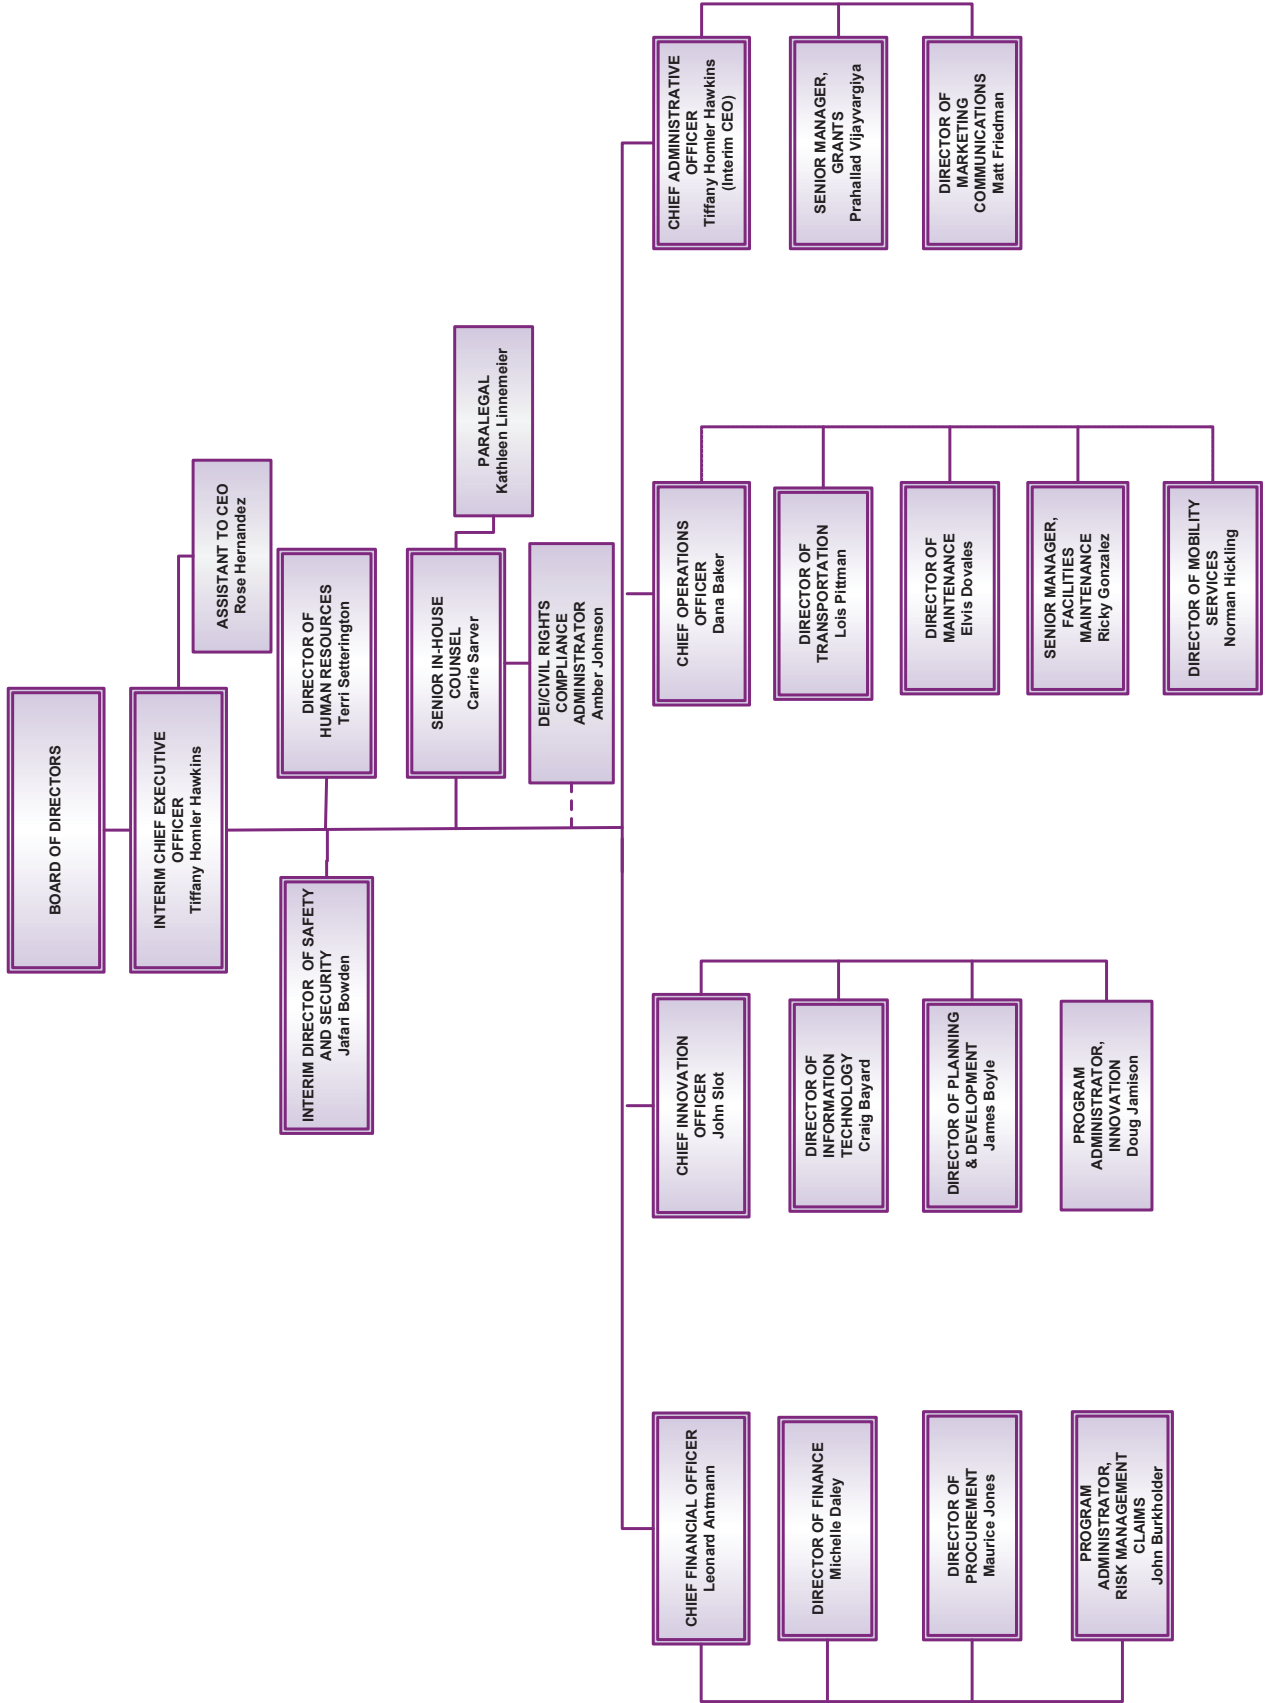 BOARD OF DIRECTORS
INTERIM CHIEF EXECUTIVE
OFFICER
Tiffany Homler Hawkins
ASSISTANT TO CEO
Rose Hernandez
INTERIM DIRECTOR OF SAFETY
AND SECURITY
Jafari Bowden
DIRECTOR OF
HUMAN RESOURCES
Terri Setterington
SENIOR IN-HOUSE
COUNSEL
Carrie Sarver
PARALEGAL
Kathleen Linnemeier
DEI/CIVIL RIGHTS
COMPLIANCE
ADMINISTRATOR
Amber Johnson
CHIEF FINANCIAL OFFICER
Leonard Antmann
DIRECTOR OF FINANCE
Michelle Daley
DIRECTOR OF
PROCUREMENT
Maurice Jones
PROGRAM
ADMINISTRATOR,
RISK MANAGEMENT
CLAIMS
John Burkholder
CHIEF INNOVATION
OFFICER
John Slot
DIRECTOR OF
INFORMATION
TECHNOLOGY
Craig Bayard
DIRECTOR OF PLANNING
& DEVELOPMENT
James Boyle
PROGRAM
ADMINISTRATOR,
INNOVATION
Doug Jamison
CHIEF OPERATIONS
OFFICER
Dana Baker
DIRECTOR OF
TRANSPORTATION
Lois Pittman
DIRECTOR OF
MAINTENANCE
Elvis Dovales
SENIOR MANAGER,
FACILITIES
MAINTENANCE
Ricky Gonzalez
DIRECTOR OF MOBILITY
SERVICES
Norman Hickling
CHIEF ADMINISTRATIVE
OFFICER
Tiffany Homler Hawkins
(Interim CEO)
SENIOR MANAGER,
GRANTS
Prahallad Vijayvargiya
DIRECTOR OF
MARKETING
COMMUNICATIONS
Matt Friedman